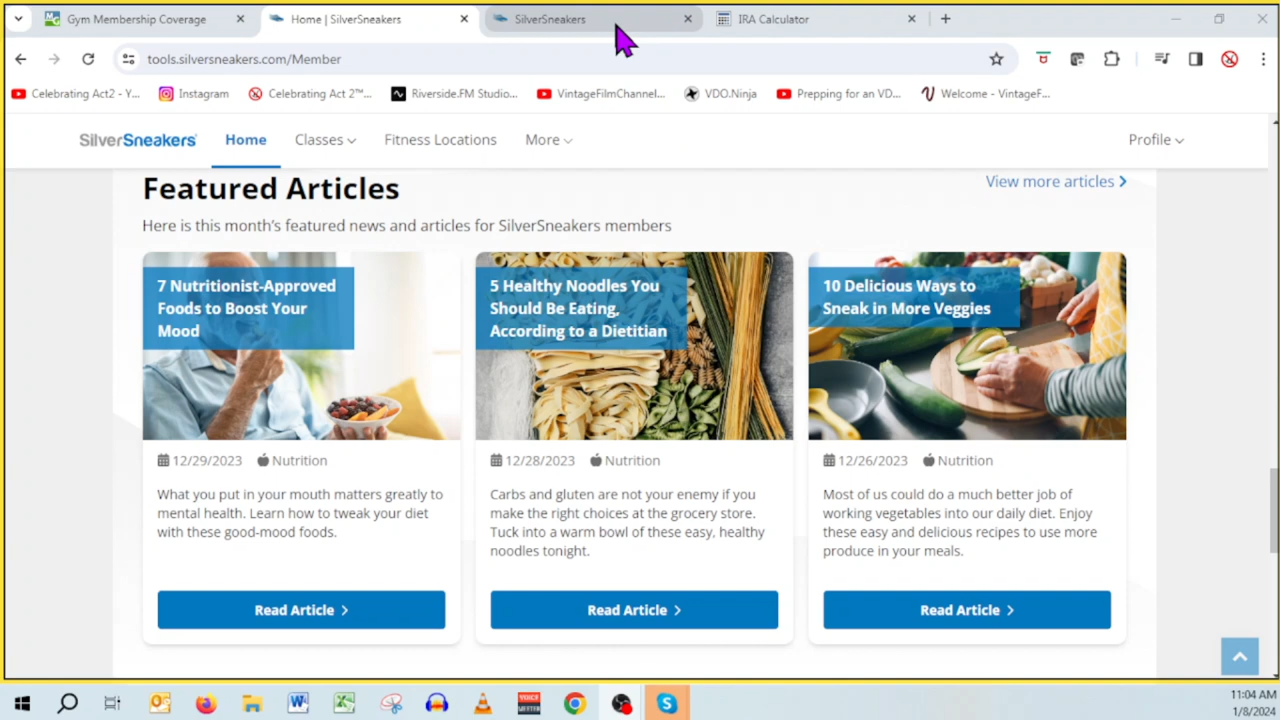 Gym Membership Coverage
Home | SilverSneakers
SilverSneakers
IRA Calculator
tools.silversneakers.com/Member
Celebrating Act2 - Y...
Instagram
Celebrating Act 2™...
Riverside.FM Studio...
VintageFilmChannel...
VDO.Ninja
Prepping for an VD...
Welcome - VintageF...
SilverSneakers
Home
Classes
Fitness Locations
More
Profile
Featured Articles
View more articles
Here is this month's featured news and articles for SilverSneakers members
7 Nutritionist-Approved
Foods to Boost Your
Mood
12/29/2023 Nutrition
What you put in your mouth matters greatly to
mental health. Learn how to tweak your diet
with these good-mood foods.
Read Article
5 Healthy Noodles You
Should Be Eating,
According to a Dietitian
12/28/2023 Nutrition
Carbs and gluten are not your enemy if you
make the right choices at the grocery store.
Tuck into a warm bowl of these easy, healthy
noodles tonight.
Read Article
10 Delicious Ways to
Sneak in More Veggies
12/26/2023 Nutrition
Most of us could do a much better job of
working vegetables into our daily diet. Enjoy
these easy and delicious recipes to use more
produce in your meals.
Read Article
11:04 AM
1/8/2024